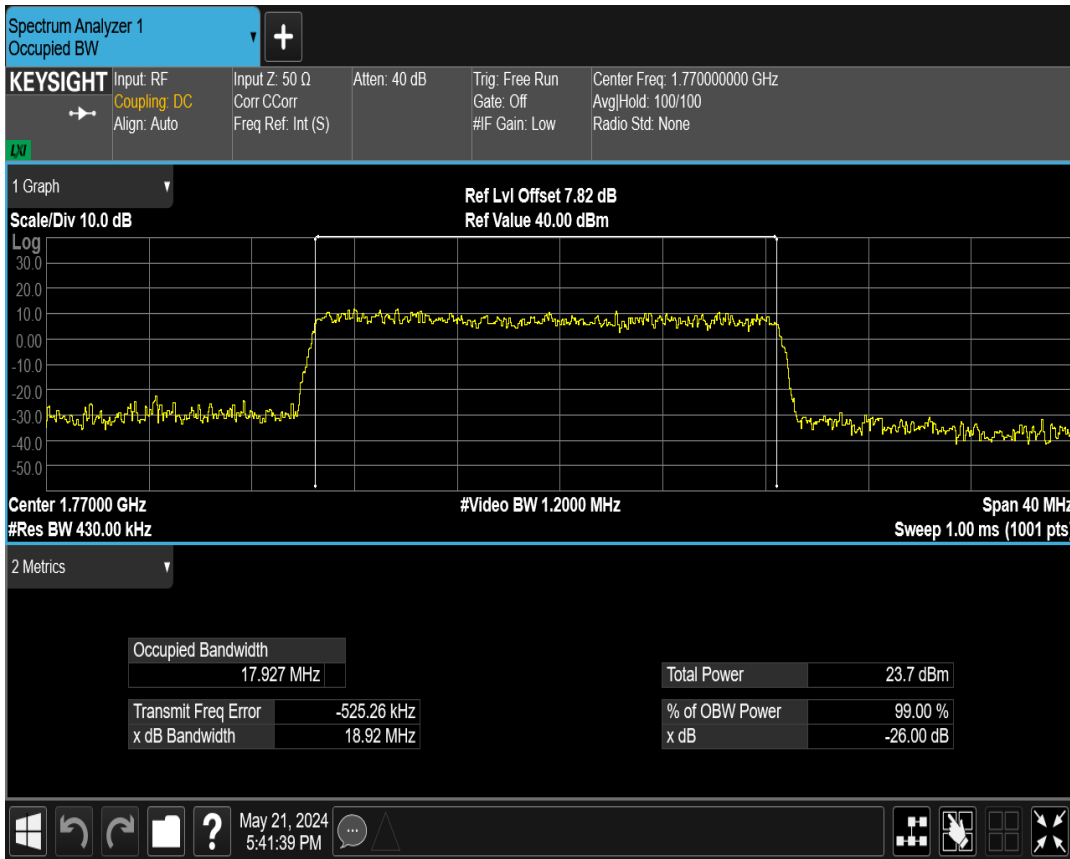 Spectrum Analyzer 1
Occupied BW
+
KEYSIGHT
LXI
Input: RF
Coupling: DC
Align: Auto
Input Z: 50 Ω
Corr CCorr
Freq Ref: Int (S)
Atten: 40 dB
Trig: Free Run
Gate: Off
#IF Gain: Low
Center Freq: 1.770000000 GHz
Avg|Hold: 100/100
Radio Std: None
1 Graph
Scale/Div 10.0 dB
Ref Lvl Offset 7.82 dB
Ref Value 40.00 dBm
Log
30.0
20.0
10.0
0.00
-10.0
-20.0
-30.0
-40.0
-50.0
Center 1.77000 GHz
#Video BW 1.2000 MHz
Span 40 MHz
#Res BW 430.00 kHz
Sweep 1.00 ms (1001 pts)
2 Metrics
Occupied Bandwidth
17.927 MHz
Total Power 23.7 dBm
Transmit Freq Error -525.26 kHz
% of OBW Power 99.00 %
x dB Bandwidth 18.92 MHz
x dB -26.00 dB
?
May 21, 2024
5:41:39 PM